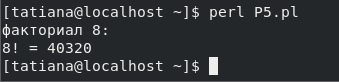 [tatiana@localhost ~]$ perl P5.pl
факториал 8:
8! = 40320
[tatiana@localhost ~]$